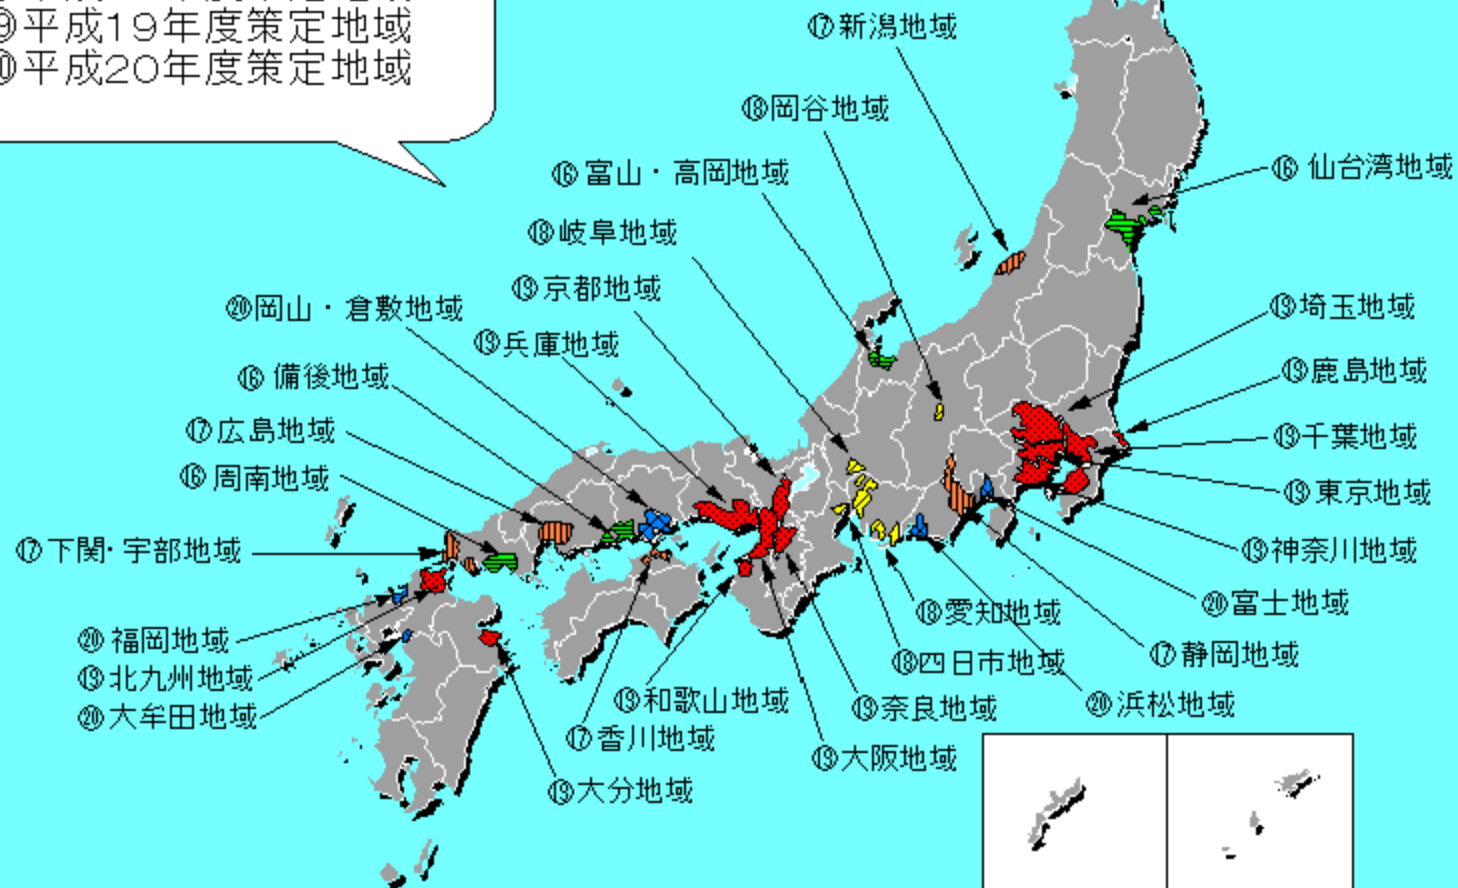 ⑲平成19年度策定地域
⑳平成20年度策定地域
⑰新潟地域
⑱岡谷地域
⑯ 富山・高岡地域
⑯ 仙台湾地域
⑱岐阜地域
⑲京都地域
⑳岡山・倉敷地域
⑲埼玉地域
⑲兵庫地域
⑯ 備後地域
⑲鹿島地域
⑰広島地域
⑲千葉地域
⑯ 周南地域
⑲東京地域
⑰下関・宇部地域
⑲神奈川地域
⑳富士地域
⑱愛知地域
⑳福岡地域
⑰静岡地域
⑱四日市地域
⑲北九州地域
⑲和歌山地域
⑲奈良地域
⑳浜松地域
⑳大牟田地域
⑰香川地域
⑲大阪地域
⑲大分地域